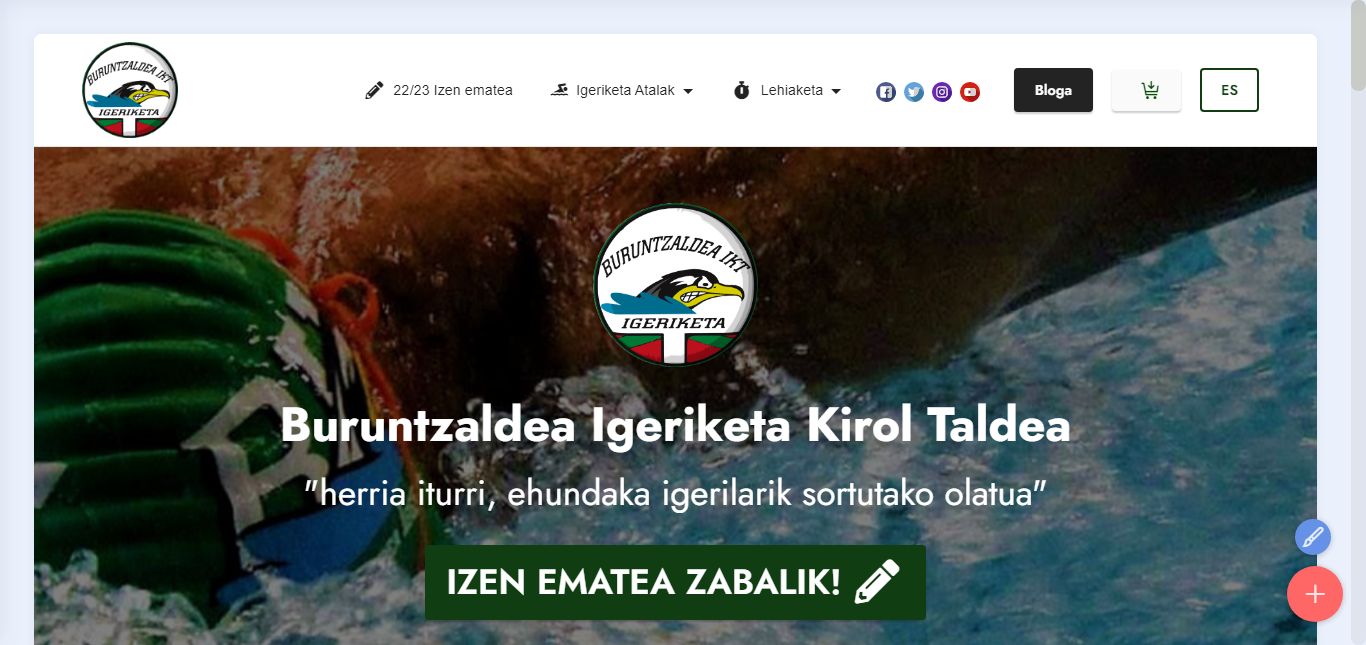 BURUNTZALDEA IKT
IGERIKETA
22/23 Izen ematea
Igeriketa Atalak
Lehiaketa
Bloga
ES
BURUNTZALDEA IKT
IGERIKETA
Buruntzaldea Igeriketa Kirol Taldea
"herria iturri, ehundaka igerilarik sortutako olatua"
IZEN EMATEA ZABALIK!